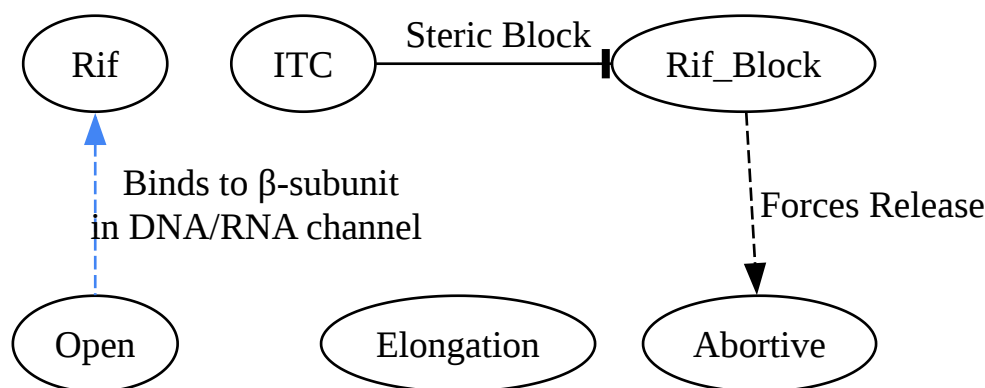 Rif
ITC
Steric Block
Rif_Block
Binds to β-subunit
in DNA/RNA channel
Forces Release
Open
Elongation
Abortive